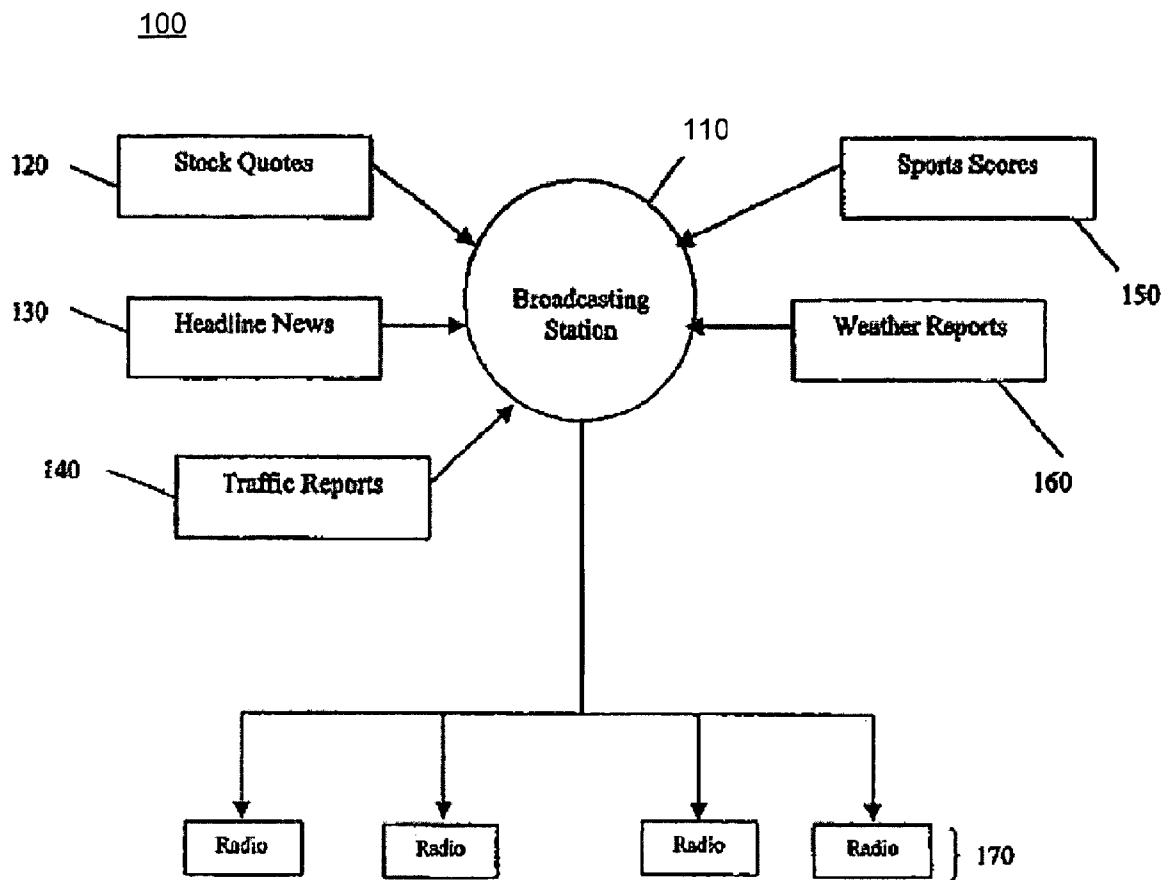 100
110
120
Stock Quotes
Sports Scores
150
130
Headline News
Broadcasting
Station
Weather Reports
160
140
Traffic Reports
Radio
Radio
Radio
Radio
170